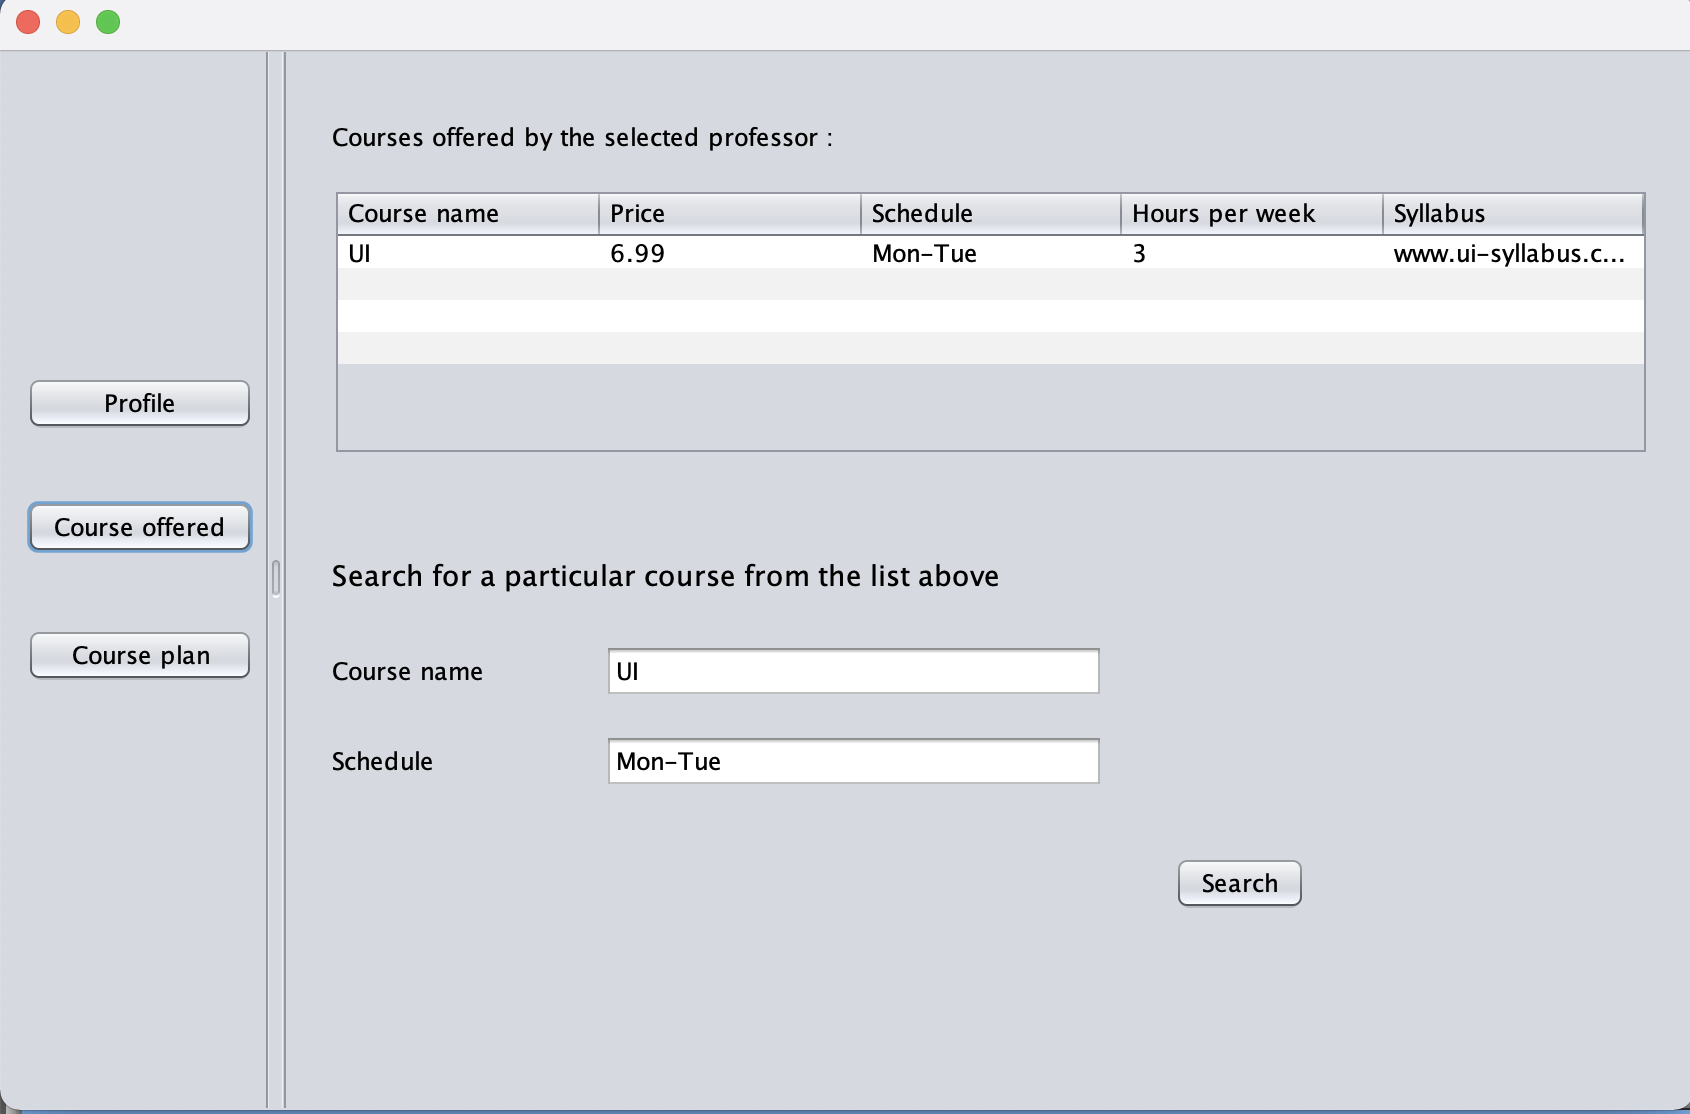 Courses offered by the selected professor :
Course name Price Schedule Hours per week Syllabus
UI 6.99 Mon-Tue 3 www.ui-syllabus.c...
Profile
Course offered
Course plan
Search for a particular course from the list above
Course name UI
Schedule Mon-Tue
Search